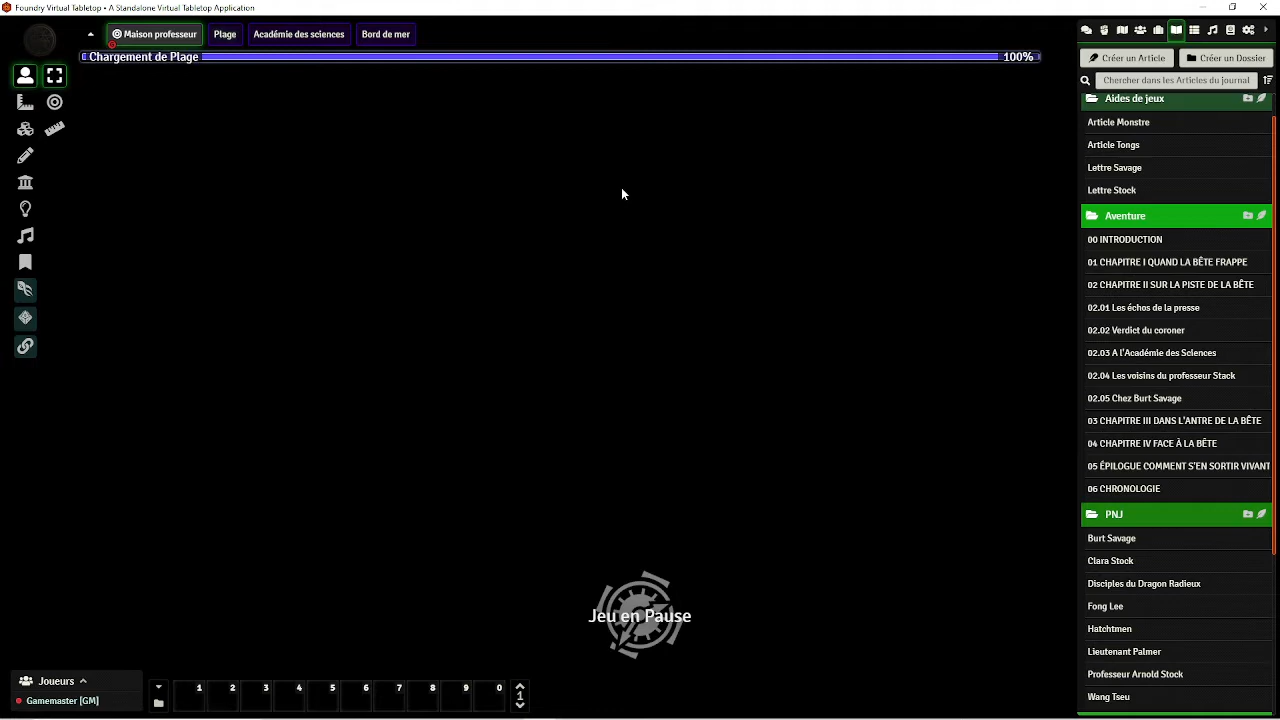 Foundry Virtual Tabletop • A Standalone Virtual Tabletop Application
Maison professeur
Plage
Académie des sciences
Bord de mer
Chargement de Plage
100%
Créer un Article
Créer un Dossier
Chercher dans les Articles du journal
Aides de jeux
Article Monstre
Article Tongs
Lettre Savage
Lettre Stock
Aventure
00 INTRODUCTION
01 CHAPITRE I QUAND LA BÊTE FRAPPE
02 CHAPITRE II SUR LA PISTE DE LA BÊTE
02.01 Les échos de la presse
02.02 Verdict du coroner
02.03 A l'Académie des Sciences
02.04 Les voisins du professeur Stack
02.05 Chez Burt Savage
03 CHAPITRE III DANS L'ANTRE DE LA BÊTE
04 CHAPITRE IV FACE À LA BÊTE
05 ÉPILOGUE COMMENT S'EN SORTIR VIVANT
06 CHRONOLOGIE
PNJ
Burt Savage
Clara Stock
Disciples du Dragon Radieux
Fong Lee
Hatchtmen
Lieutenant Palmer
Professeur Arnold Stock
Wang Tseu
Jeu en Pause
Joueurs
Gamemaster [GM]
1 2 3 4 5 6 7 8 9 0
1